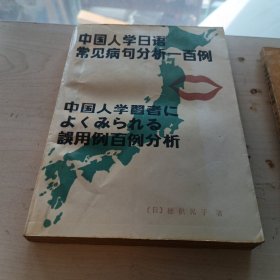 中国人学日语
常见病句分析一百例
中国人学習者に
よくみられる
誤用例百例分析
〔日〕 著